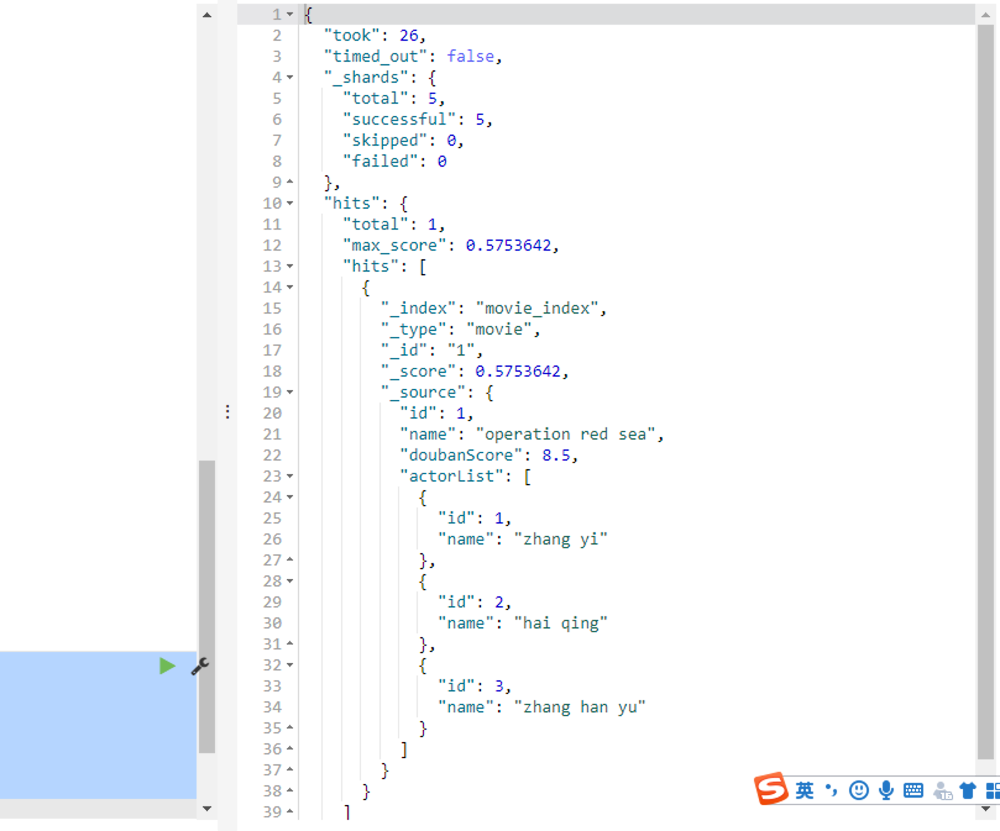 1 {
2 "took": 26,
3 "timed_out": false,
4 "_shards": {
5 "total": 5,
6 "successful": 5,
7 "skipped": 0,
8 "failed": 0
9 },
10 "hits": {
11 "total": 1,
12 "max_score": 0.5753642,
13 "hits": [
14 {
15 "_index": "movie_index",
16 "_type": "movie",
17 "_id": "1",
18 "_score": 0.5753642,
19 "_source": {
20 "id": 1,
21 "name": "operation red sea",
22 "doubanScore": 8.5,
23 "actorList": [
24 {
25 "id": 1,
26 "name": "zhang yi"
27 },
28 {
29 "id": 2,
30 "name": "hai qing"
31 },
32 {
33 "id": 3,
34 "name": "zhang han yu"
35 }
36 ]
37 }
38 }
39 ]
S 英 16